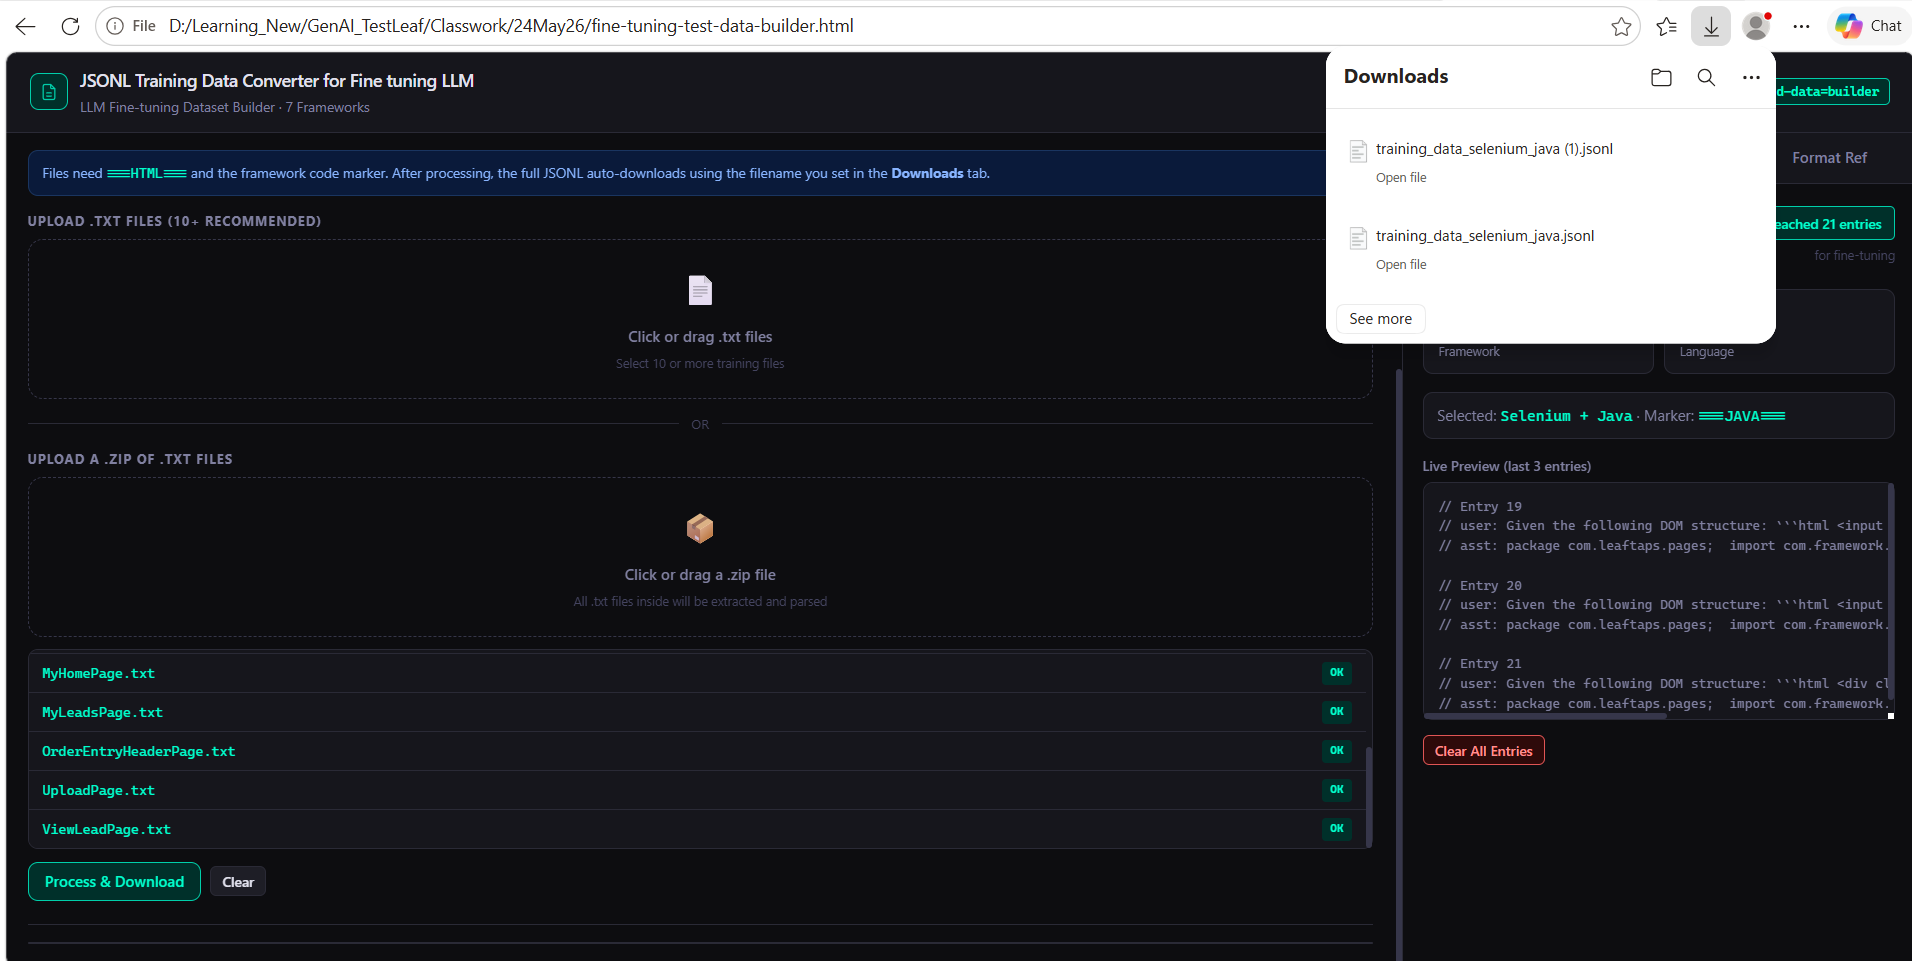 File D:/Learning_New/GenAI_TestLeaf/Classwork/24May26/fine-tuning-test-data-builder.html
Chat
JSONL Training Data Converter for Fine tuning LLM
LLM Fine-tuning Dataset Builder · 7 Frameworks
Downloads
training_data_selenium_java (1).jsonl
Open file
training_data_selenium_java.jsonl
Open file
See more
d-data=builder
Format Ref
Files need ===HTML=== and the framework code marker. After processing, the full JSONL auto-downloads using the filename you set in the Downloads tab.
UPLOAD .TXT FILES (10+ RECOMMENDED)
Click or drag .txt files
Select 10 or more training files
OR
UPLOAD A .ZIP OF .TXT FILES
Click or drag a .zip file
All .txt files inside will be extracted and parsed
MyHomePage.txt OK
MyLeadsPage.txt OK
OrderEntryHeaderPage.txt OK
UploadPage.txt OK
ViewLeadPage.txt OK
Process & Download Clear
eached 21 entries
for fine-tuning
Framework
Language
Selected: Selenium + Java · Marker: ===JAVA===
Live Preview (last 3 entries)
// Entry 19
// user: Given the following DOM structure: ```html <input
// asst: package com.leaftaps.pages; import com.framework.
// Entry 20
// user: Given the following DOM structure: ```html <input
// asst: package com.leaftaps.pages; import com.framework.
// Entry 21
// user: Given the following DOM structure: ```html <div cl
// asst: package com.leaftaps.pages; import com.framework.
Clear All Entries